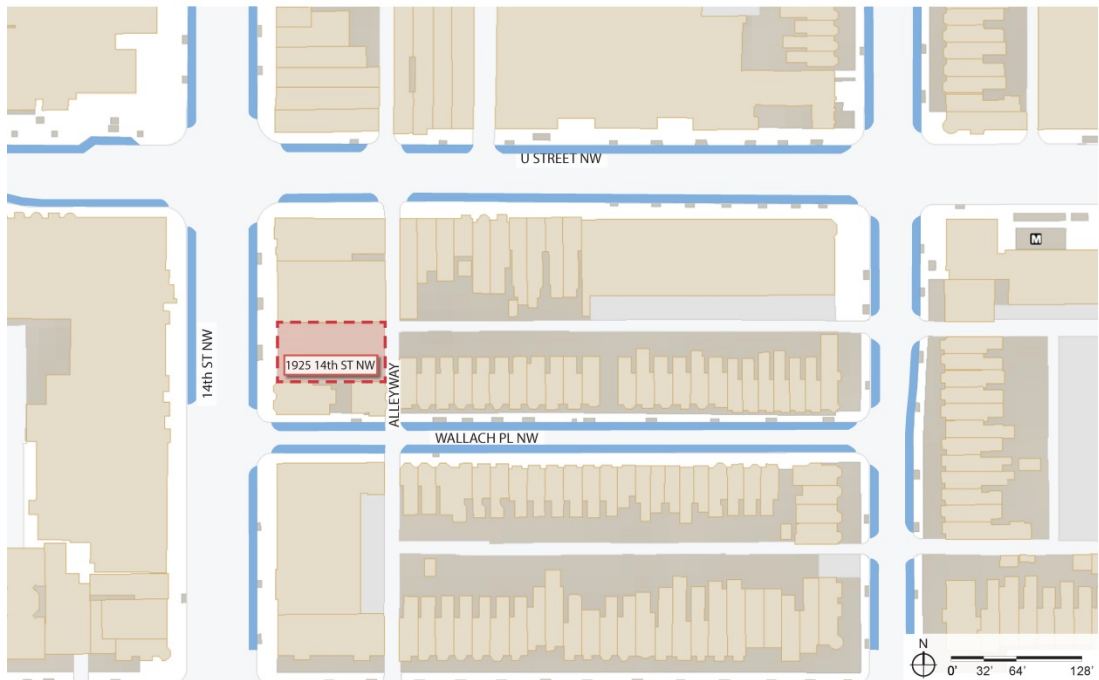 U STREET NW
M
14th ST NW
1925 14th ST NW
ALLEYWAY
WALLACH PL NW
N
0' 32' 64' 128'